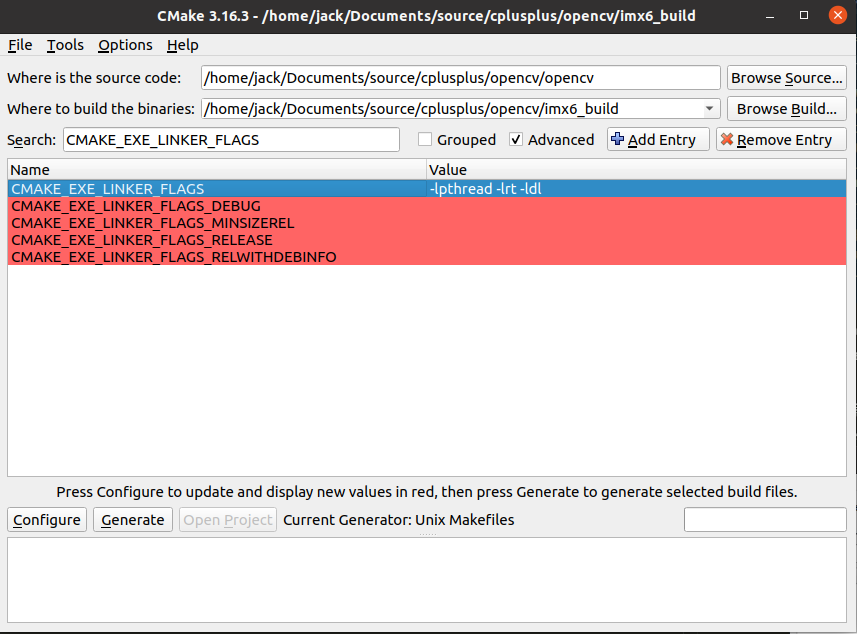 CMake 3.16.3 - /home/jack/Documents/source/cplusplus/opencv/imx6_build
File Tools Options Help
Where is the source code: /home/jack/Documents/source/cplusplus/opencv/opencv Browse Source...
Where to build the binaries: /home/jack/Documents/source/cplusplus/opencv/imx6_build Browse Build...
Search: CMAKE_EXE_LINKER_FLAGS Grouped Advanced Add Entry Remove Entry
Name Value
CMAKE_EXE_LINKER_FLAGS -lpthread -lrt -ldl
CMAKE_EXE_LINKER_FLAGS_DEBUG
CMAKE_EXE_LINKER_FLAGS_MINSIZEREL
CMAKE_EXE_LINKER_FLAGS_RELEASE
CMAKE_EXE_LINKER_FLAGS_RELWITHDEBINFO
Press Configure to update and display new values in red, then press Generate to generate selected build files.
Configure Generate Open Project Current Generator: Unix Makefiles